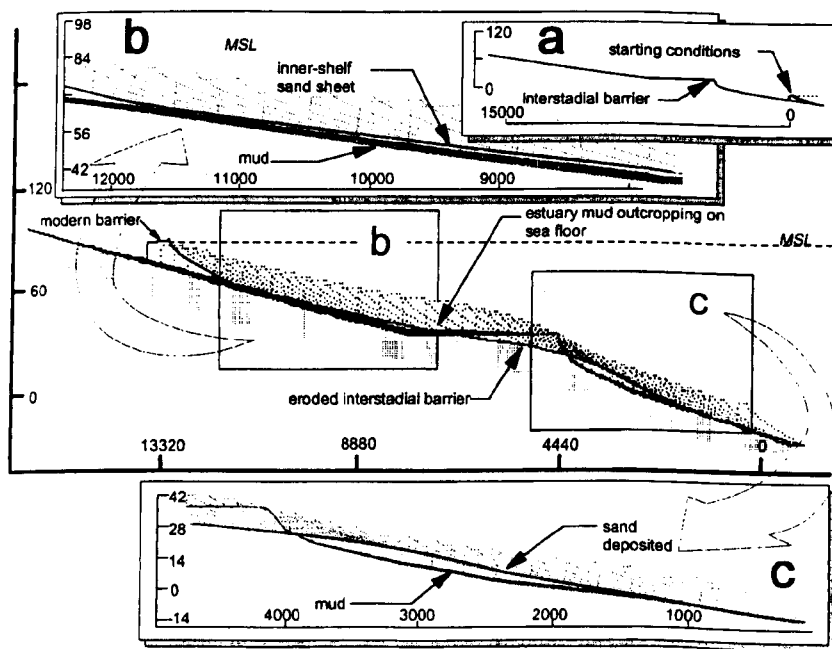 b
98
84
56
42
MSL
inner-shelf
sand sheet
mud
12000
11000
10000
9000
a
120
0
starting conditions
interstadial barrier
15000
0
120
60
0
modern barrier
b
estuary mud outcropping on
sea floor
MSL
c
eroded interstadial barrier
13320
8880
4440
0
42
28
14
0
-14
sand
deposited
mud
c
4000
3000
2000
1000